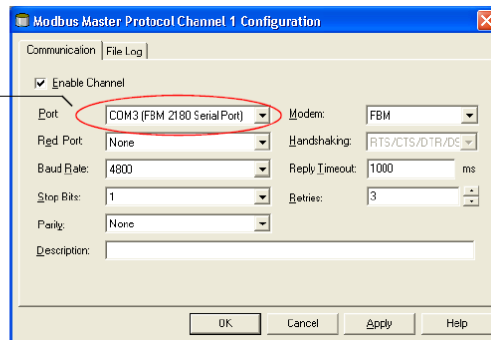 Modbus Master Protocol Channel 1 Configuration
Communication File Log
Enable Channel
Port COM3 (FBM 2180 Serial Port) Modem: FBM
Red Port None Handshaking: RTS/CTS/DTR/DS
Baud Rate: 4800 Reply Timeout: 1000 ms
Stop Bits: 1 Retries: 3
Parity: None
Description:
OK Cancel Apply Help